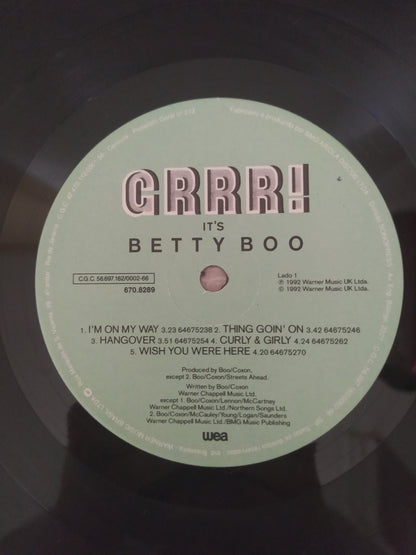 GRRR!
IT'S
BETTY BOO
C.G.C. 56.697.162/0002-66
670.8289
Lado 1
℗ 1992 Warner Music UK Ltda.
© 1992 Warner Music UK Ltda.
1. I'M ON MY WAY 3.23 64675238 2. THING GOIN' ON 3.42 64675246
3. HANGOVER 3.51 64675254 4. CURLY & GIRLY 4.24 64675262
5. WISH YOU WERE HERE 4.20 64675270
Produced by Boo/Coxon,
except 2. Boo/Coxon/Streets Ahead.
Written by Boo/Coxon
Warner Chappell Music Ltd.
except 1. Boo/Coxon/Lennon/McCartney
Warner Chappell Music Ltd./Northern Songs Ltd.
2. Boo/Coxon/McCauley/Young/Logan/Saunders
Warner Chappell Music Ltd./BMG Music Publishing
wea